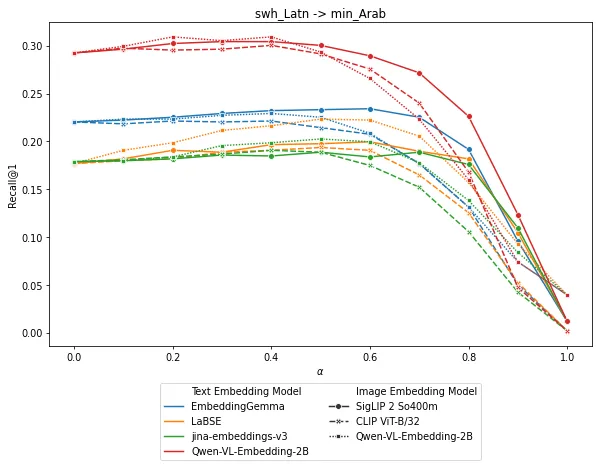 swh_Latn -> min_Arab
Recall@1
0.30
0.25
0.20
0.15
0.10
0.05
0.00
0.0 0.2 0.4 0.6 0.8 1.0
α
Text Embedding Model
EmbeddingGemma
LaBSE
jina-embeddings-v3
Qwen-VL-Embedding-2B
Image Embedding Model
SigLIP 2 So400m
CLIP ViT-B/32
Qwen-VL-Embedding-2B